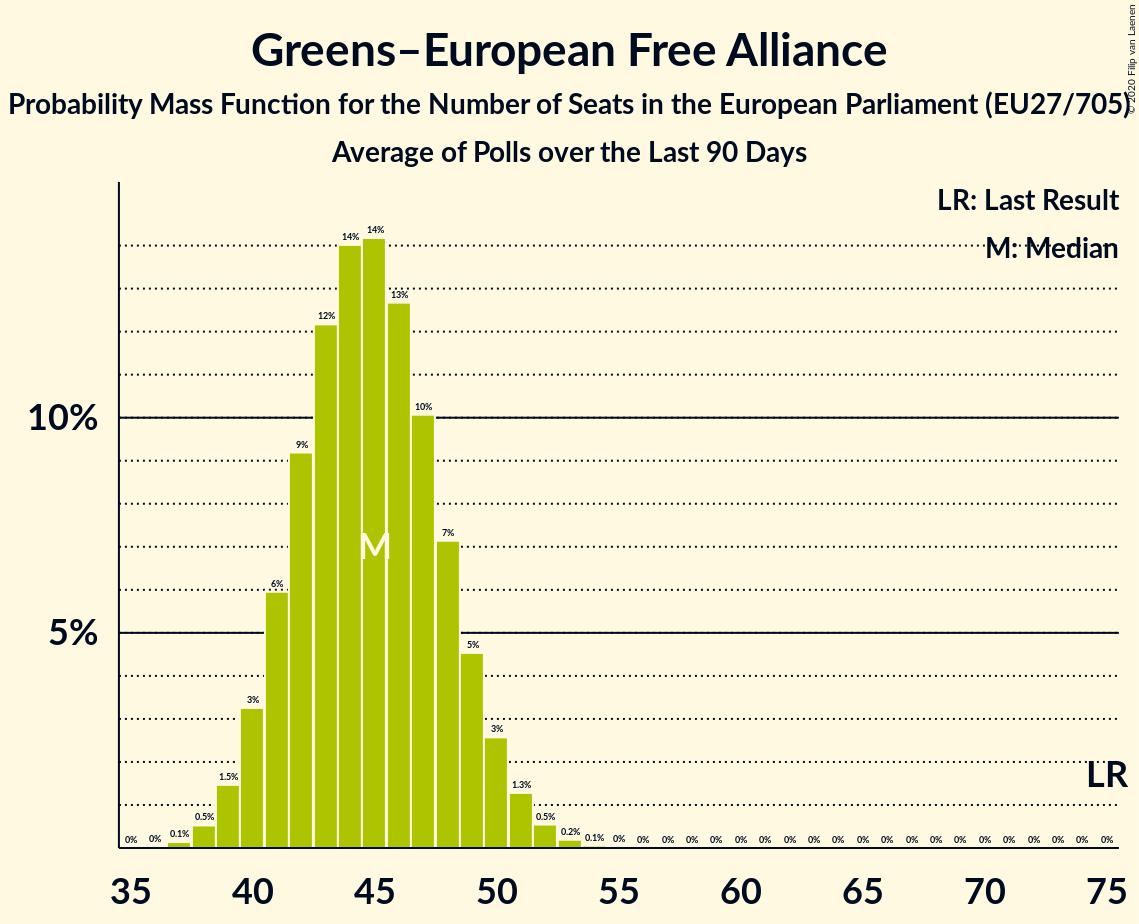 Greens–European Free Alliance
Probability Mass Function for the Number of Seats in the European Parliament (EU27/705)
Average of Polls over the Last 90 Days
© 2020 Filip van Laenen
LR: Last Result
M: Median
10%
5%
0% 0% 0.1% 0.5% 1.5% 3% 6% 9% 12% 14% 14% 13% 10% 7% 5% 3% 1.3% 0.5% 0.2% 0.1% 0% 0% 0% 0% 0% 0% 0% 0% 0% 0% 0% 0% 0% 0% 0% 0% 0% 0% 0% 0% 0%
M
LR
35 40 45 50 55 60 65 70 75